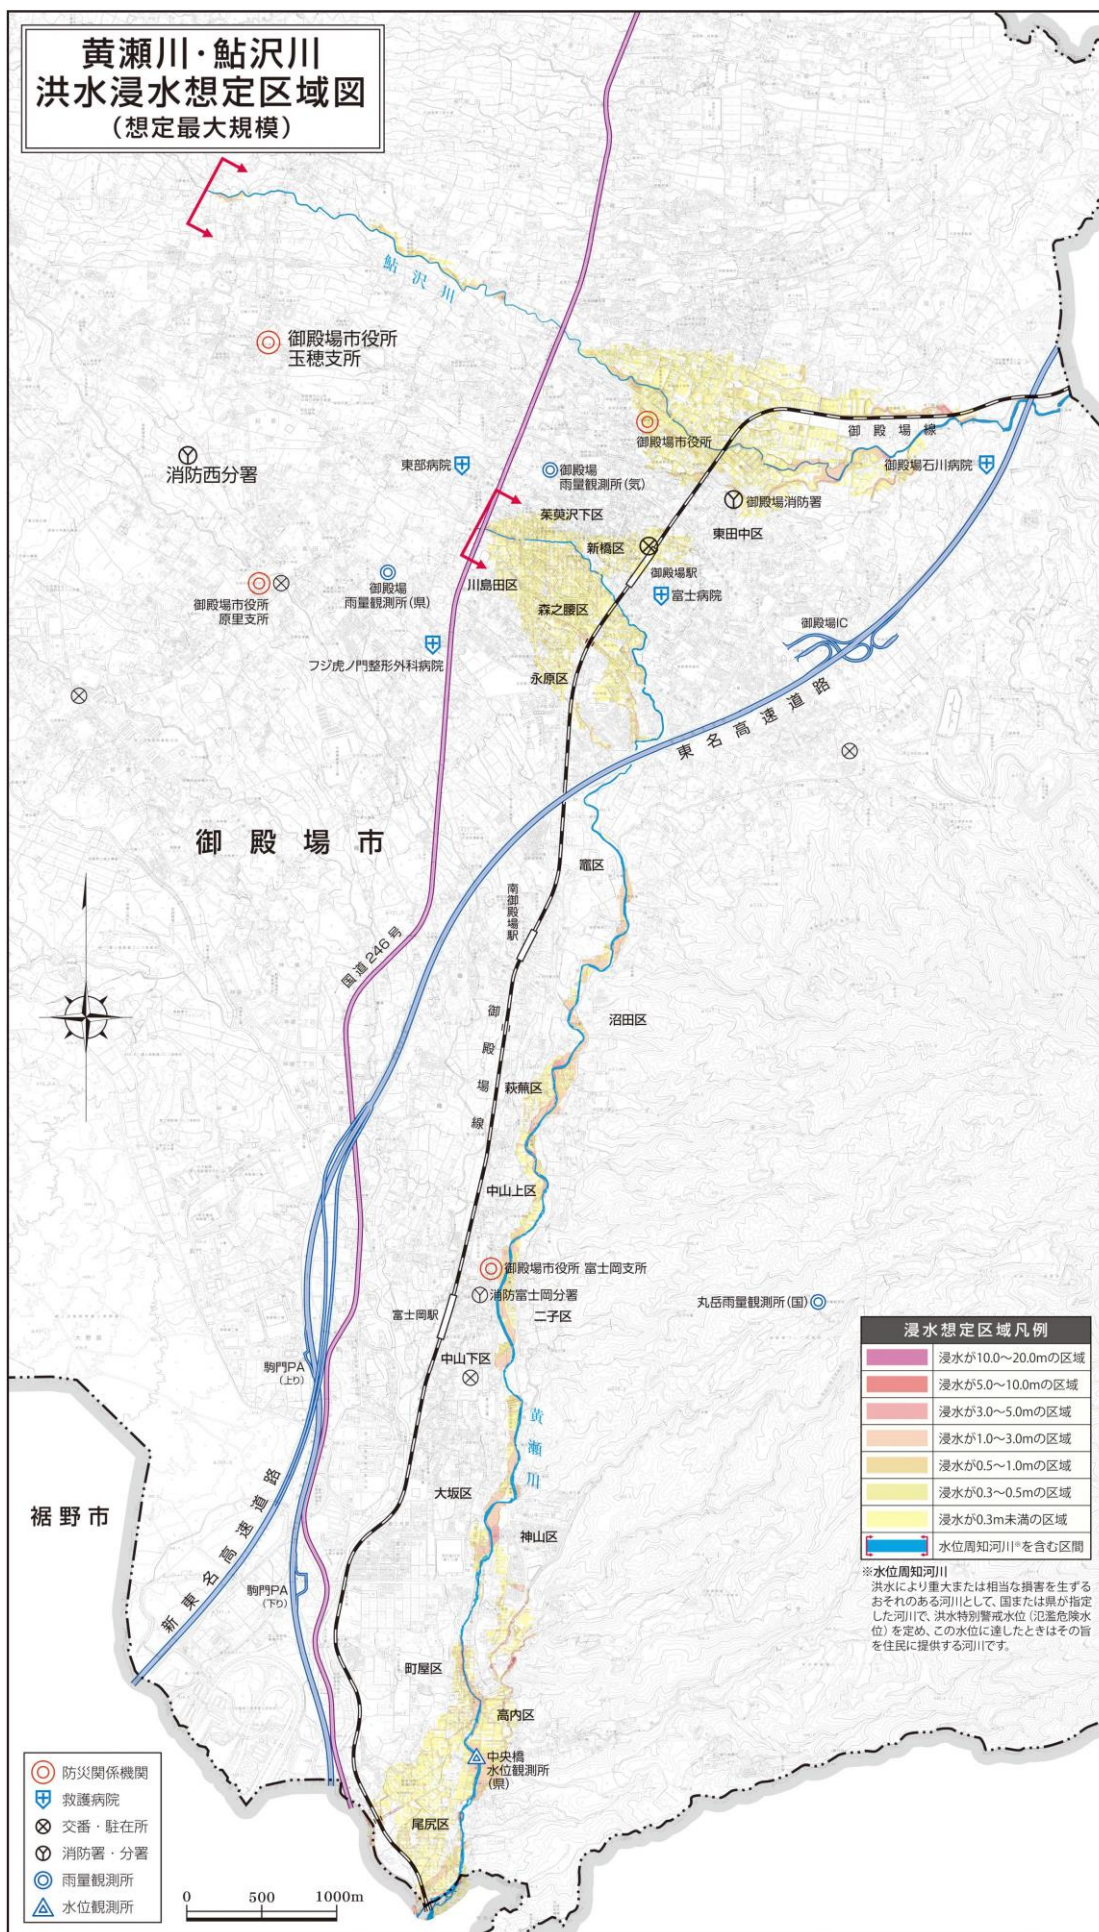 黄瀬川・鮎沢川
洪水浸水想定区域図
（想定最大規模）
鮎沢川
御殿場市役所
玉穂支所
御殿場市役所
御殿場線
消防西分署
東部病院
御殿場
雨量観測所（気）
御殿場石川病院
御殿場消防署
茱萸沢下区
東田中区
新橋区
御殿場駅
川島田区
御殿場
雨量観測所（県）
御殿場市役所
原里支所
富士病院
森之腰区
御殿場IC
フジ虎ノ門整形外科病院
永原区
東名高速道路
御殿場市
竈区
南御殿場駅
国道246号
御殿場線
沼田区
萩蕪区
中山上区
御殿場市役所 富士岡支所
消防富士岡分署
丸岳雨量観測所（国）
富士岡駅
二子区
中山下区
駒門PA
（上り）
黄瀬川
大坂区
裾野市
神山区
新東名高速道路
駒門PA
（下り）
町屋区
高内区
中央橋
水位観測所
（県）
尾尻区
浸水想定区域凡例
浸水が10.0～20.0mの区域
浸水が5.0～10.0mの区域
浸水が3.0～5.0mの区域
浸水が1.0～3.0mの区域
浸水が0.5～1.0mの区域
浸水が0.3～0.5mの区域
浸水が0.3m未満の区域
水位周知河川※を含む区間
※水位周知河川
洪水により重大または相当な損害を生ずる
おそれのある河川として、国または県が指定
した河川で、洪水特別警戒水位（氾濫危険水
位）を定め、この水位に達したときはその旨
を住民に提供する河川です。
防災関係機関
救護病院
交番・駐在所
消防署・分署
雨量観測所
水位観測所
0 500 1000m